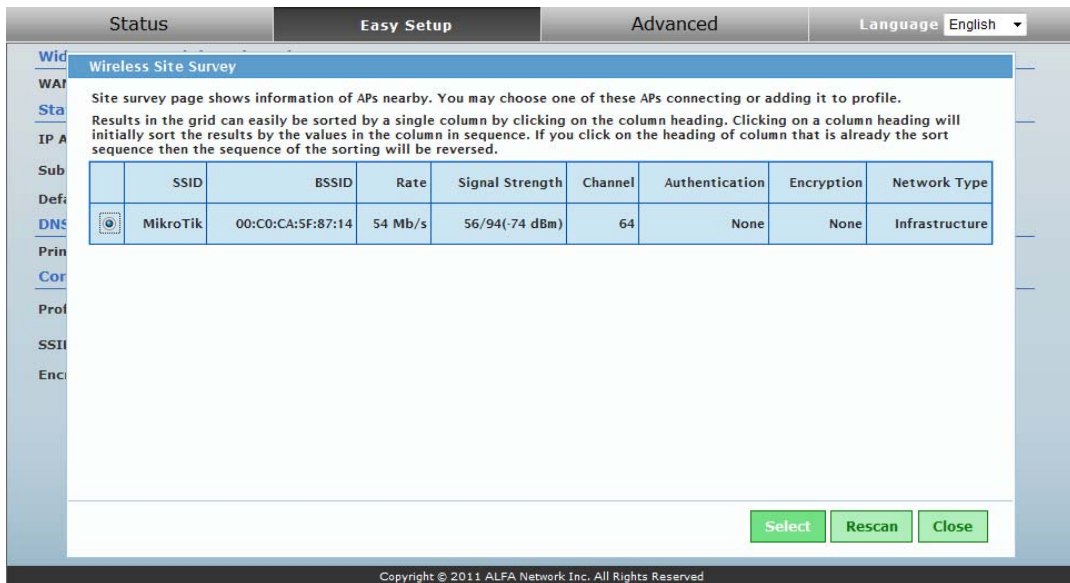 Status Easy Setup Advanced Language English
Wid
WAN
Sta
IP A
Sub
Defa
DNS
Prin
Con
Prof
SSII
Encr
Wireless Site Survey
Site survey page shows information of APs nearby. You may choose one of these APs connecting or adding it to profile.
Results in the grid can easily be sorted by a single column by clicking on the column heading. Clicking on a column heading will
initially sort the results by the values in the column in sequence. If you click on the heading of column that is already the sort
sequence then the sequence of the sorting will be reversed.
SSID BSSID Rate Signal Strength Channel Authentication Encryption Network Type
MikroTik 00:C0:CA:5F:87:14 54 Mb/s 56/94(-74 dBm) 64 None None Infrastructure
Select Rescan Close
Copyright © 2011 ALFA Network Inc. All Rights Reserved